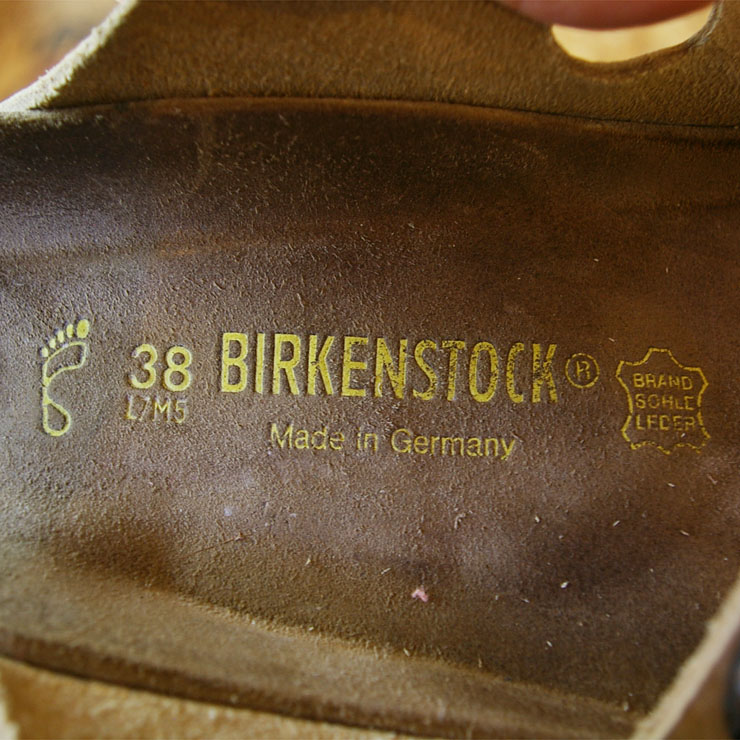 38
L7M5
BIRKENSTOCK®
Made in Germany
BRAND
SOHLE
LEDER